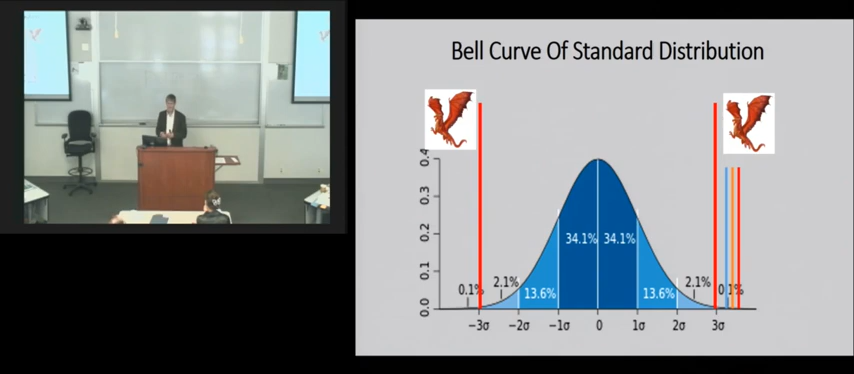 Bell Curve Of Standard Distribution
0.4
0.3
0.2
0.1
0.0
34.1% 34.1%
0.1% 2.1% 13.6% 13.6% 2.1% 0.1%
−3σ −2σ −1σ 0 1σ 2σ 3σ